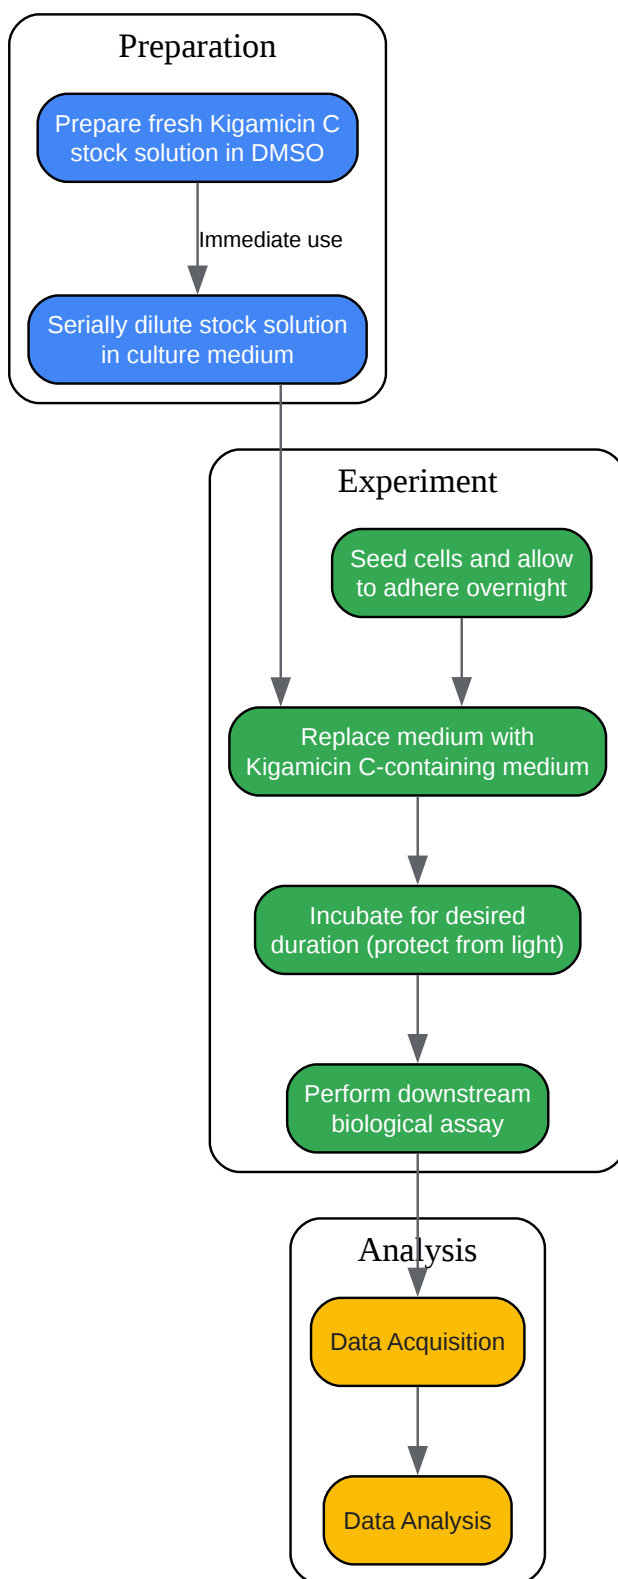 Preparation
Prepare fresh Kigamicin C
stock solution in DMSO
Immediate use
Serially dilute stock solution
in culture medium
Experiment
Seed cells and allow
to adhere overnight
Replace medium with
Kigamicin C-containing medium
Incubate for desired
duration (protect from light)
Perform downstream
biological assay
Analysis
Data Acquisition
Data Analysis